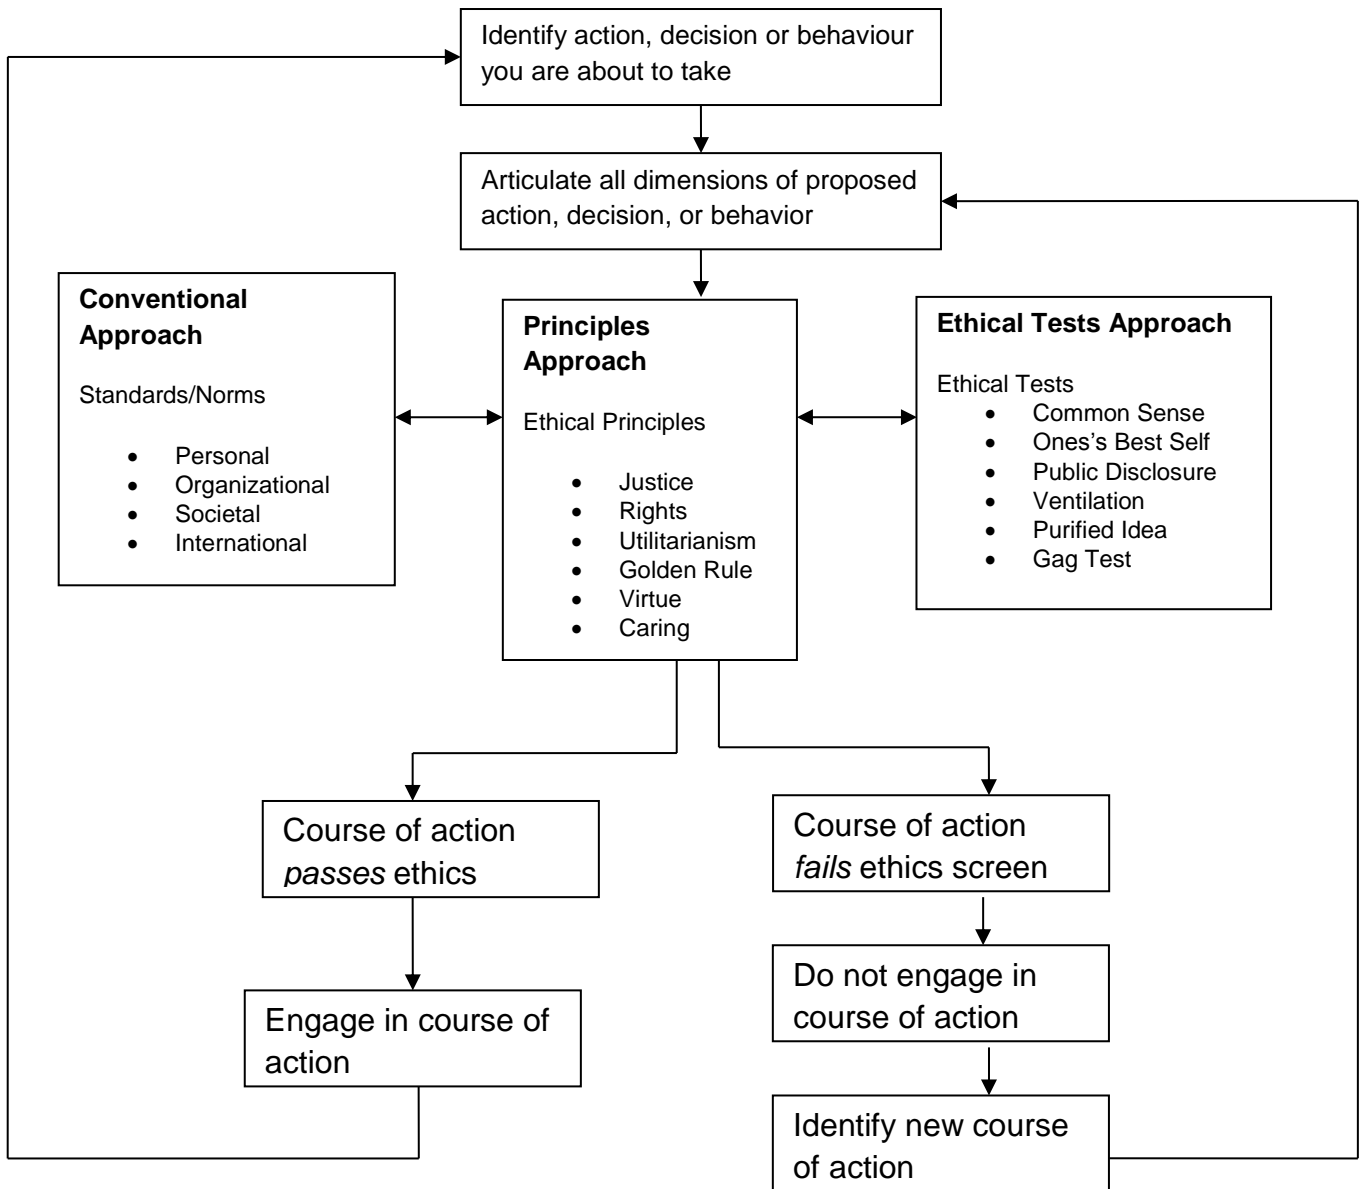 Identify action, decision or behaviour
you are about to take
Articulate all dimensions of proposed
action, decision, or behavior
Conventional
Approach
Standards/Norms
• Personal
• Organizational
• Societal
• International
Principles
Approach
Ethical Principles
• Justice
• Rights
• Utilitarianism
• Golden Rule
• Virtue
• Caring
Ethical Tests Approach
Ethical Tests
• Common Sense
• Ones's Best Self
• Public Disclosure
• Ventilation
• Purified Idea
• Gag Test
Course of action
passes ethics
Engage in course of
action
Course of action
fails ethics screen
Do not engage in
course of action
Identify new course
of action